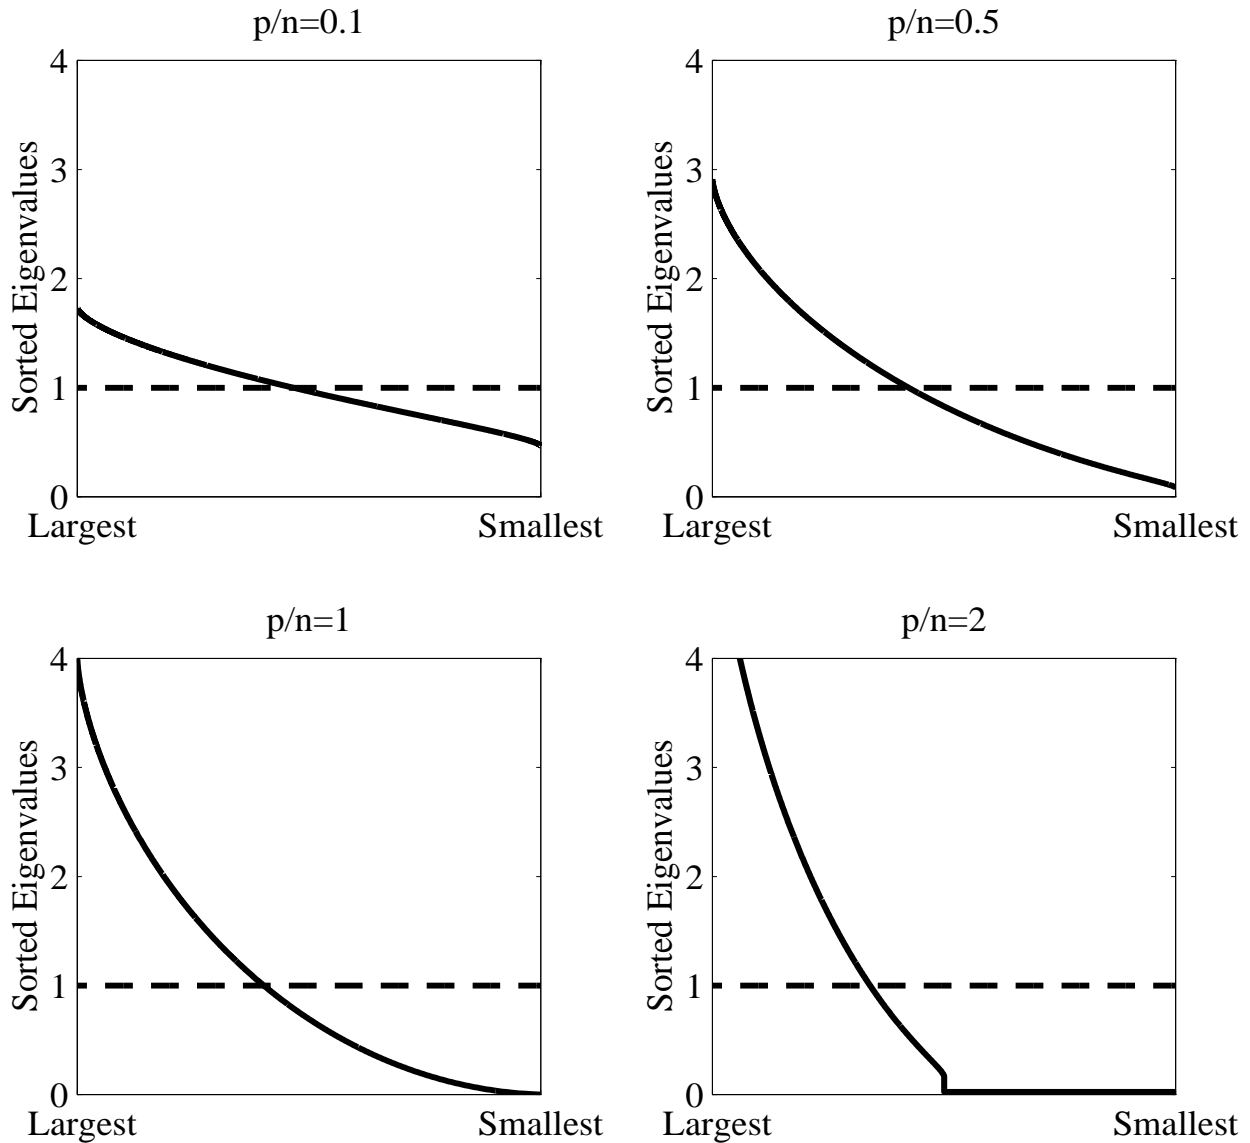 p/n=0.1
4
3
2
1
0
Sorted Eigenvalues
Largest Smallest
p/n=0.5
4
3
2
1
0
Sorted Eigenvalues
Largest Smallest
p/n=1
4
3
2
1
0
Sorted Eigenvalues
Largest Smallest
p/n=2
4
3
2
1
0
Sorted Eigenvalues
Largest Smallest